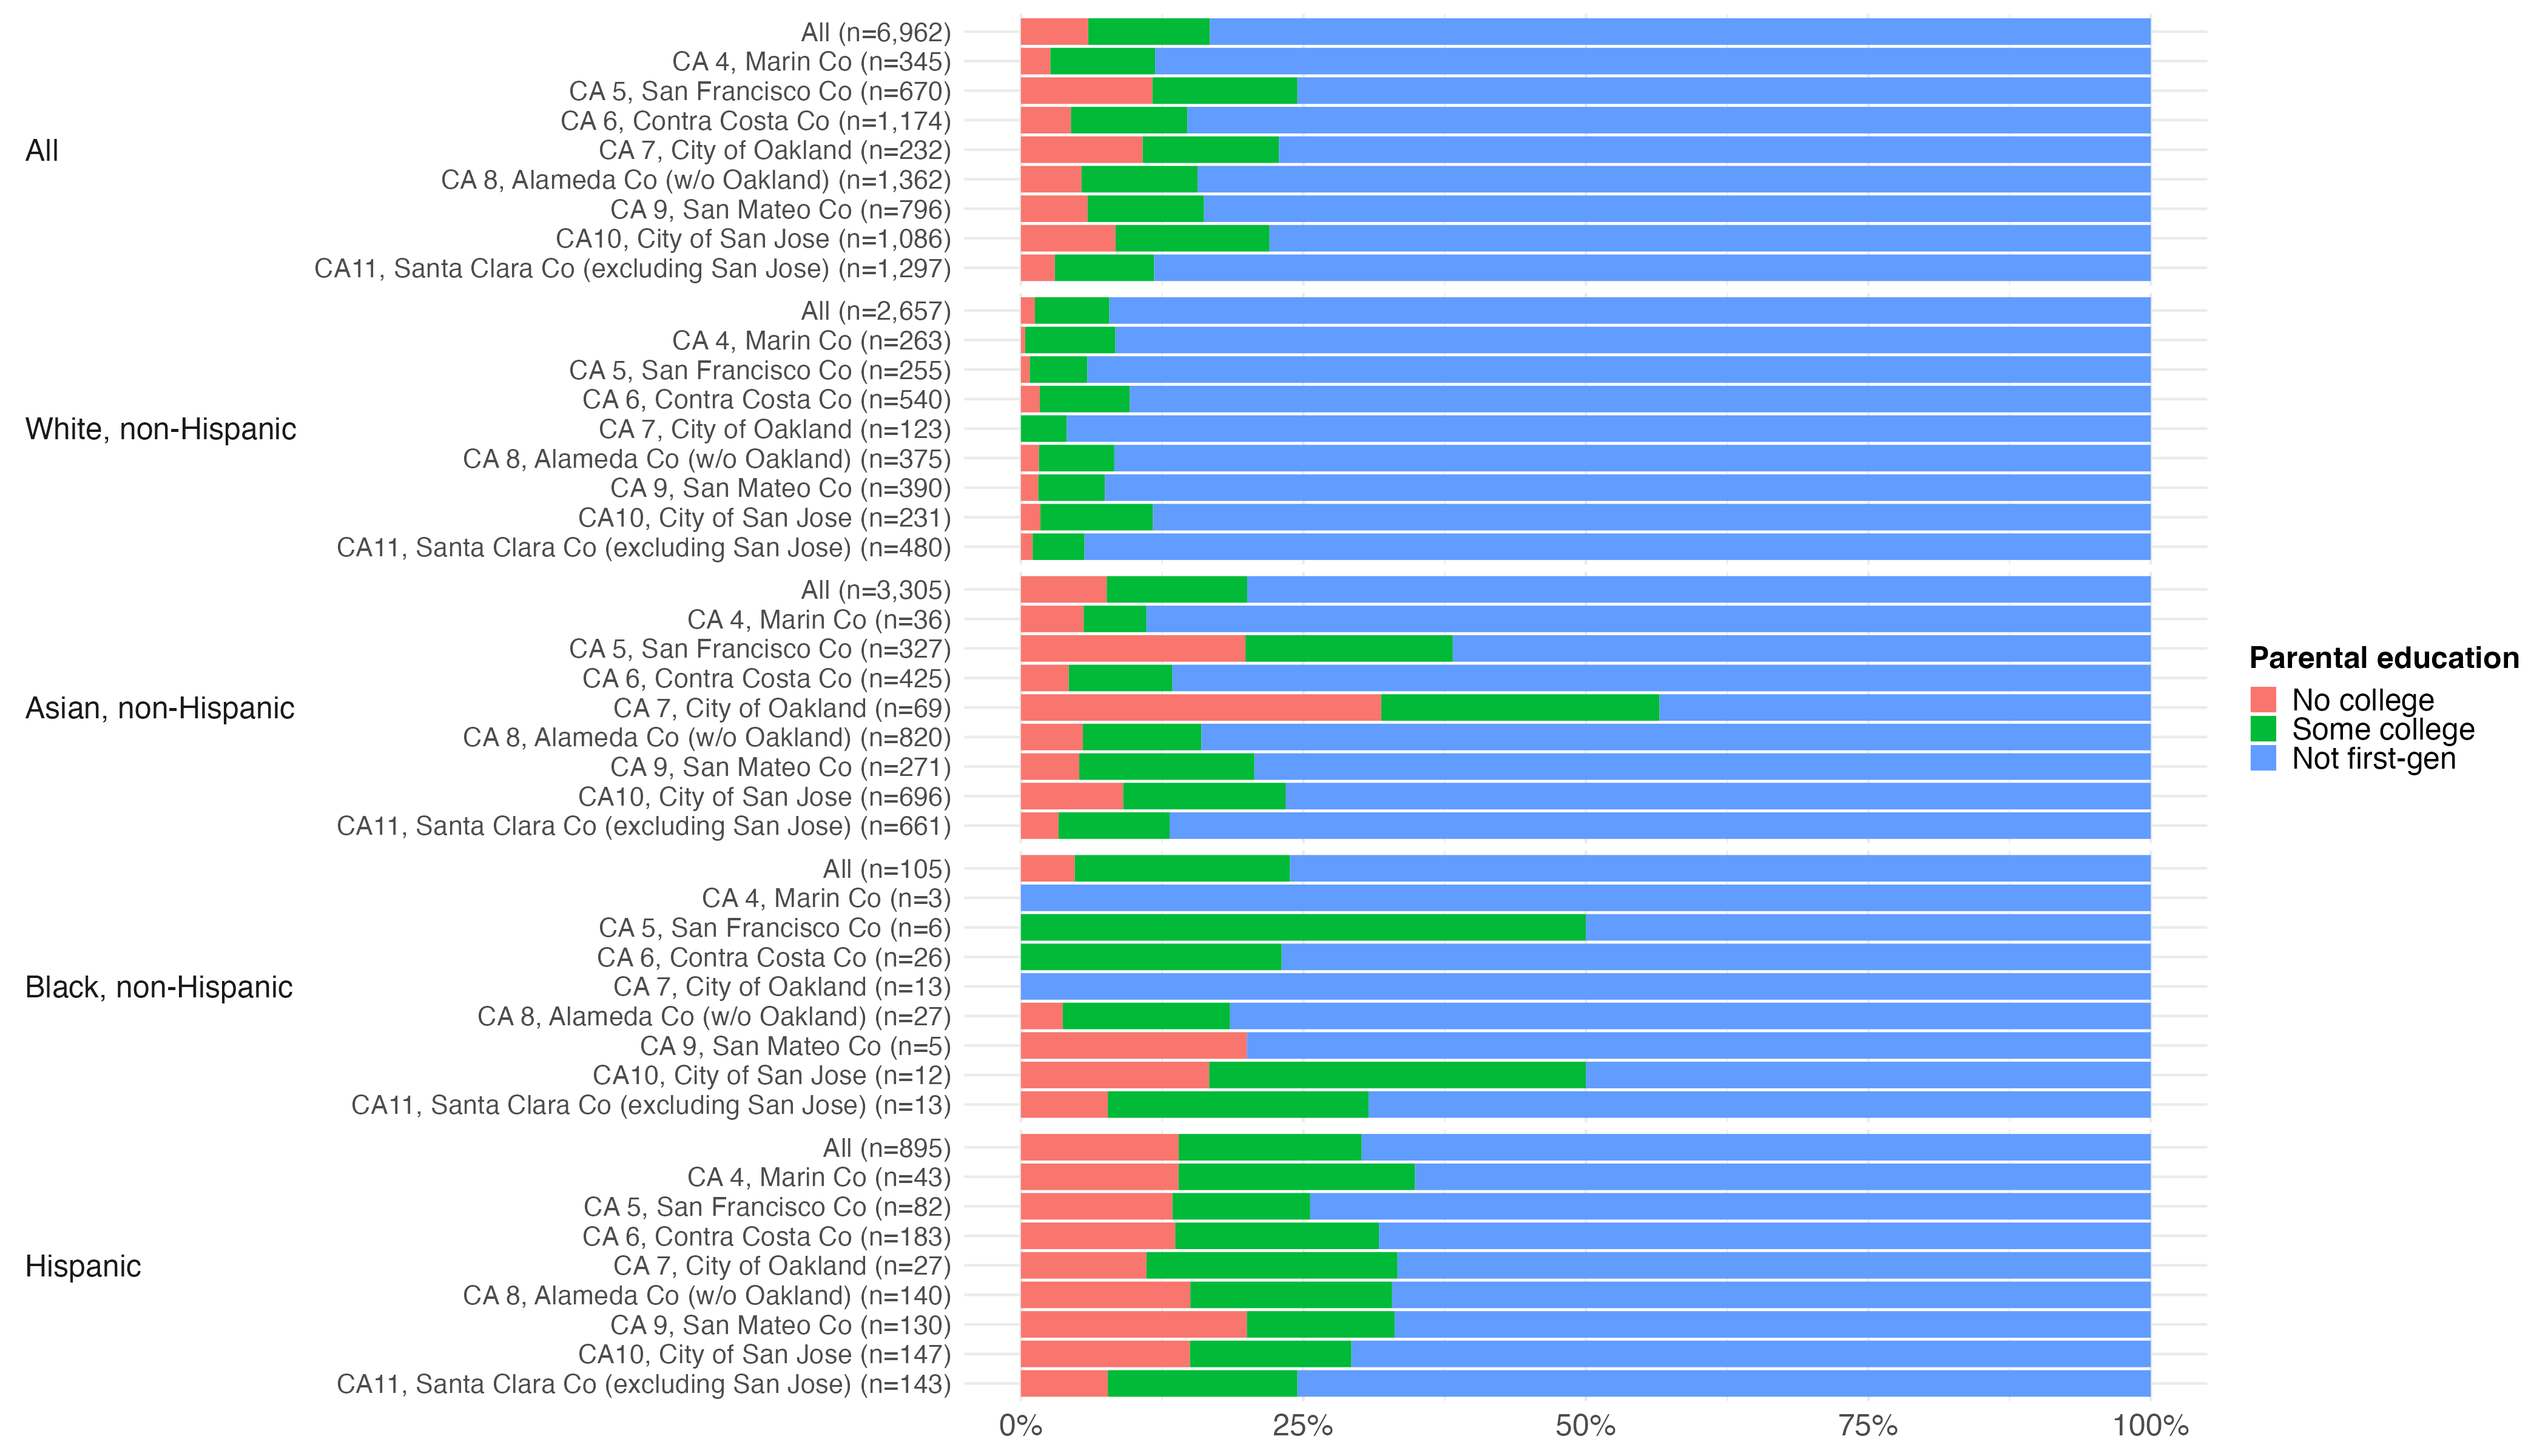 All
All (n=6,962)
CA 4, Marin Co (n=345)
CA 5, San Francisco Co (n=670)
CA 6, Contra Costa Co (n=1,174)
CA 7, City of Oakland (n=232)
CA 8, Alameda Co (w/o Oakland) (n=1,362)
CA 9, San Mateo Co (n=796)
CA10, City of San Jose (n=1,086)
CA11, Santa Clara Co (excluding San Jose) (n=1,297)
White, non-Hispanic
All (n=2,657)
CA 4, Marin Co (n=263)
CA 5, San Francisco Co (n=255)
CA 6, Contra Costa Co (n=540)
CA 7, City of Oakland (n=123)
CA 8, Alameda Co (w/o Oakland) (n=375)
CA 9, San Mateo Co (n=390)
CA10, City of San Jose (n=231)
CA11, Santa Clara Co (excluding San Jose) (n=480)
Asian, non-Hispanic
All (n=3,305)
CA 4, Marin Co (n=36)
CA 5, San Francisco Co (n=327)
CA 6, Contra Costa Co (n=425)
CA 7, City of Oakland (n=69)
CA 8, Alameda Co (w/o Oakland) (n=820)
CA 9, San Mateo Co (n=271)
CA10, City of San Jose (n=696)
CA11, Santa Clara Co (excluding San Jose) (n=661)
Black, non-Hispanic
All (n=105)
CA 4, Marin Co (n=3)
CA 5, San Francisco Co (n=6)
CA 6, Contra Costa Co (n=26)
CA 7, City of Oakland (n=13)
CA 8, Alameda Co (w/o Oakland) (n=27)
CA 9, San Mateo Co (n=5)
CA10, City of San Jose (n=12)
CA11, Santa Clara Co (excluding San Jose) (n=13)
Hispanic
All (n=895)
CA 4, Marin Co (n=43)
CA 5, San Francisco Co (n=82)
CA 6, Contra Costa Co (n=183)
CA 7, City of Oakland (n=27)
CA 8, Alameda Co (w/o Oakland) (n=140)
CA 9, San Mateo Co (n=130)
CA10, City of San Jose (n=147)
CA11, Santa Clara Co (excluding San Jose) (n=143)
0% 25% 50% 75% 100%
Parental education
No college
Some college
Not first-gen